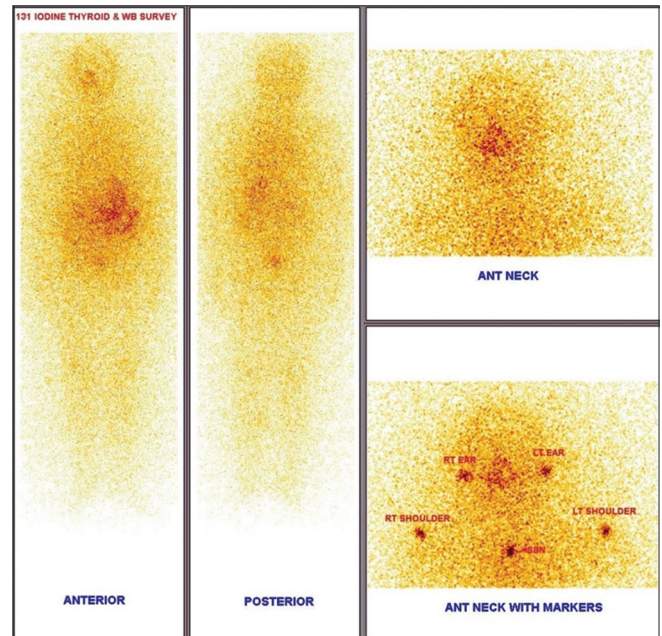 131 IODINE THYROID & WB SURVEY
ANTERIOR
POSTERIOR
ANT NECK
RT EAR
LT EAR
RT SHOULDER
LT SHOULDER
SSN
ANT NECK WITH MARKERS